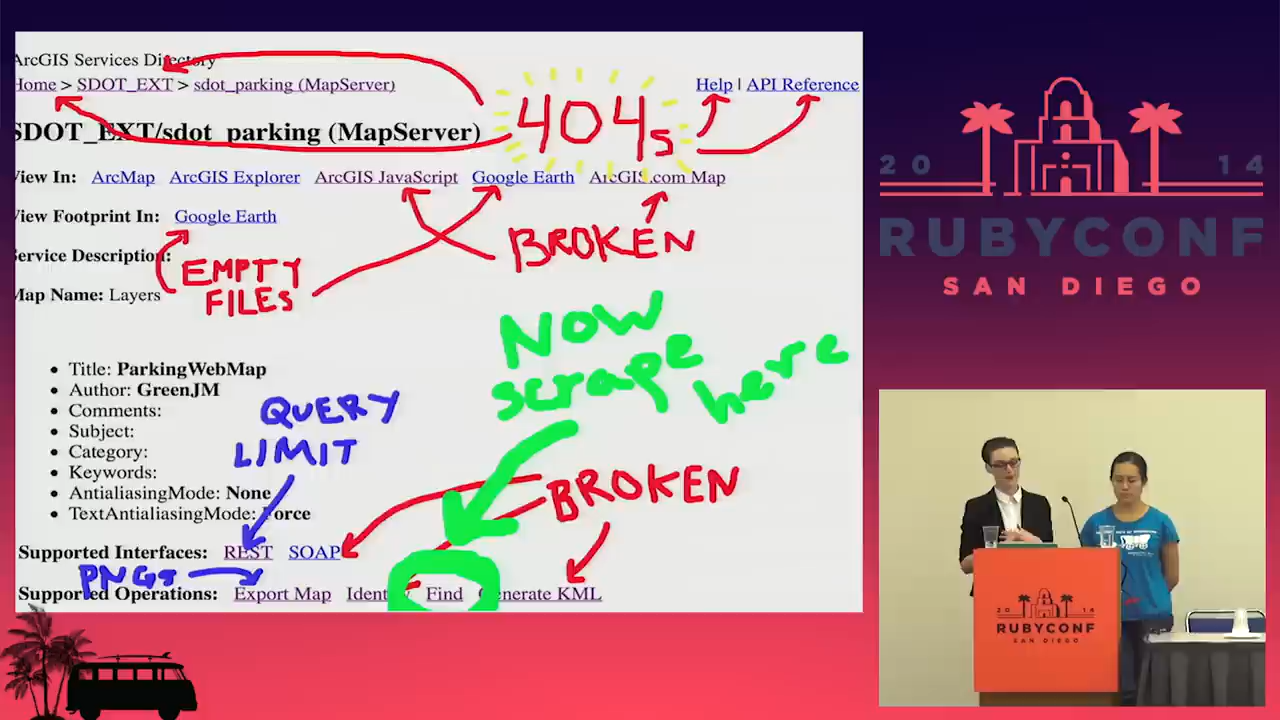 ArcGIS Services Directory
Home > SDOT_EXT > sdot_parking (MapServer)
Help | API Reference
404s
SDOT_EXT/sdot_parking (MapServer)
View In: ArcMap ArcGIS Explorer ArcGIS JavaScript Google Earth ArcGIS.com Map
View Footprint In: Google Earth
BROKEN
Service Description:
EMPTY
FILES
Map Name: Layers
NOW
scrape
here
Title: ParkingWebMap
Author: GreenJM
Comments:
Subject:
Category:
Keywords:
AntialiasingMode: None
TextAntialiasingMode: Force
QUERY
LIMIT
BROKEN
Supported Interfaces: REST SOAP
PNGs
Supported Operations: Export Map Identify Find Generate KML
2014
RUBYCONF
SAN DIEGO
2014
RUBYCONF
SAN DIEGO